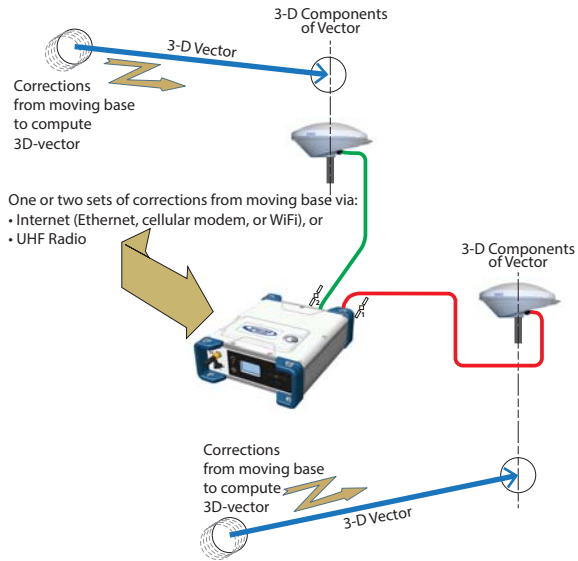 3-D Components
of Vector
3-D Vector
Corrections
from moving base
to compute
3D-vector
One or two sets of corrections from moving base via:
• Internet (Ethernet, cellular modem, or WiFi), or
• UHF Radio
3-D Components
of Vector
Corrections
from moving base
to compute
3D-vector
3-D Vector